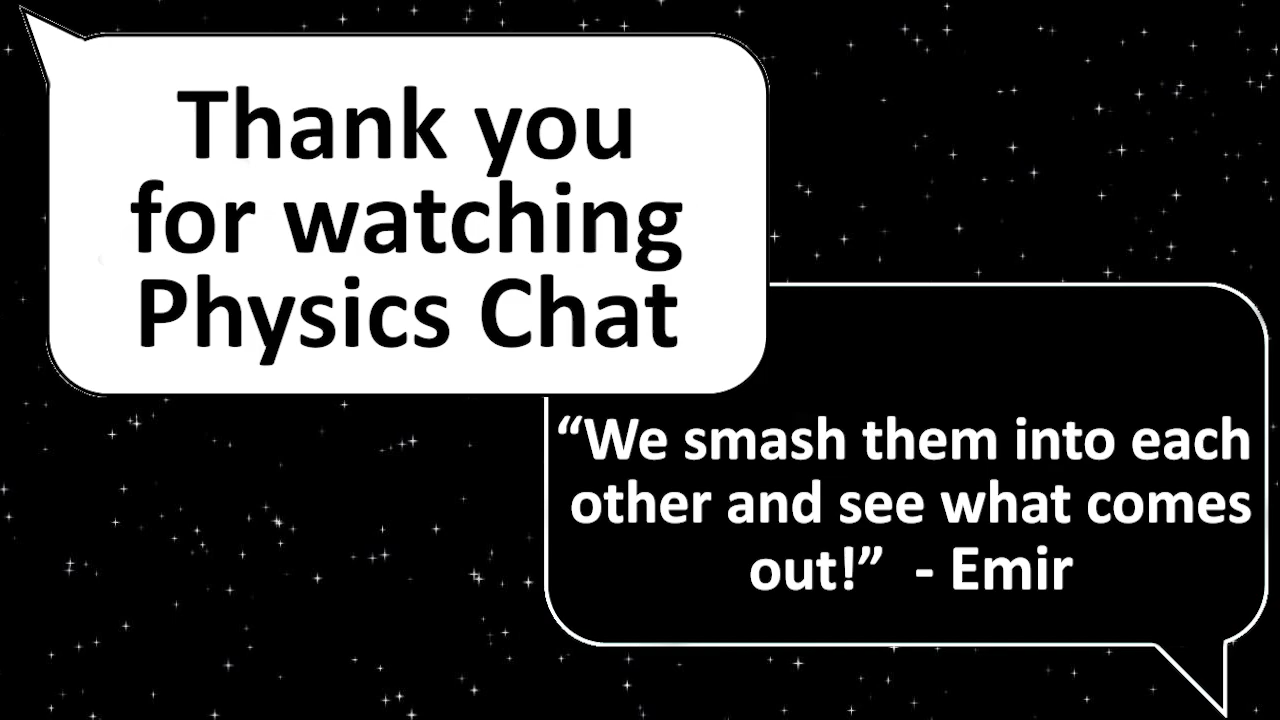 Thank you
for watching
Physics Chat
“We smash them into each
other and see what comes
out!”  - Emir